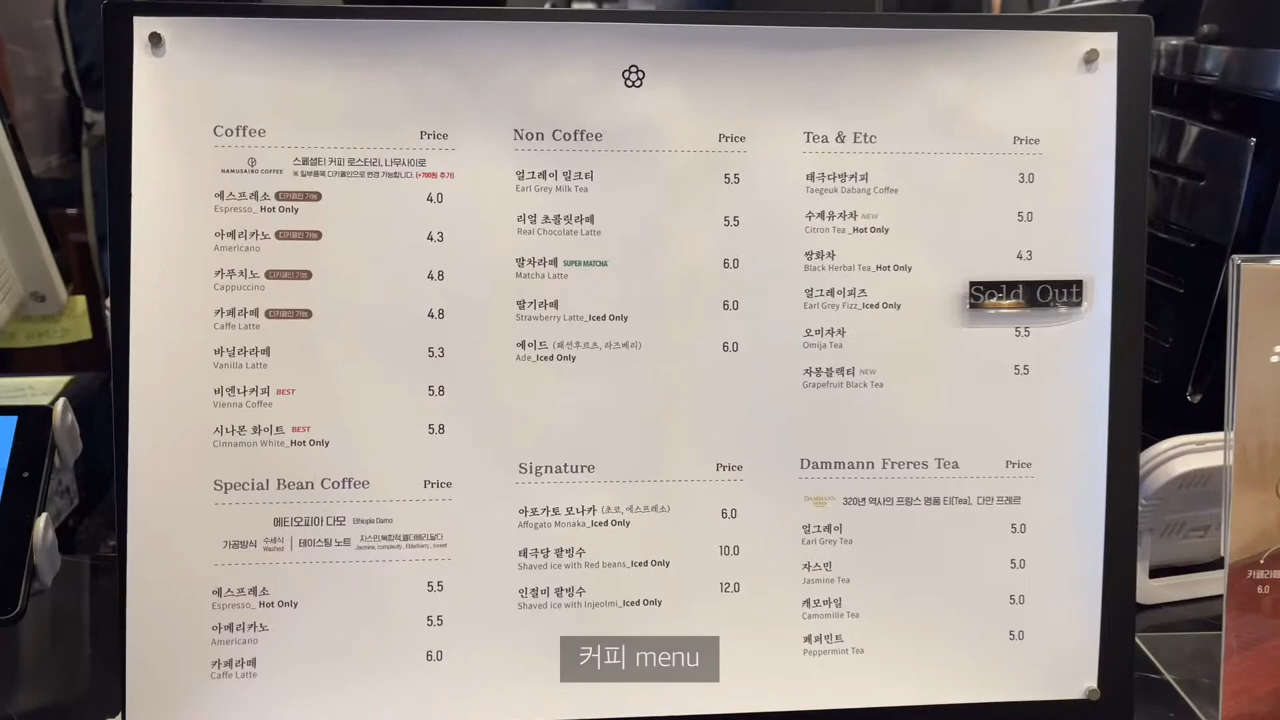 Coffee Price
NAMUSAIRO COFFEE
스페셜티 커피 로스터리, 나무사이로
※ 일부품목 디카페인으로 변경 가능합니다. (+700원 추가)
에스프레소 디카페인 가능 4.0
Espresso_ Hot Only
아메리카노 디카페인 가능 4.3
Americano
카푸치노 디카페인 가능 4.8
Cappuccino
카페라떼 디카페인 가능 4.8
Caffe Latte
바닐라라떼 5.3
Vanilla Latte
비엔나커피 BEST 5.8
Vienna Coffee
시나몬 화이트 BEST 5.8
Cinnamon White_Hot Only
Special Bean Coffee Price
에티오피아 다모 Ethiopia Damo
가공방식 수세식 Washed 테이스팅 노트 자스민,복합적,엘더베리,달다
Jasmine, complexity, Elderberry, sweet
에스프레소 5.5
Espresso_ Hot Only
아메리카노 5.5
Americano
카페라떼 6.0
Caffe Latte
Non Coffee Price
얼그레이 밀크티 5.5
Earl Grey Milk Tea
리얼 초콜릿라떼 5.5
Real Chocolate Latte
말차라떼 SUPER MATCHA 6.0
Matcha Latte
딸기라떼 6.0
Strawberry Latte_Iced Only
에이드 (패션후르츠, 라즈베리) 6.0
Ade_Iced Only
Signature Price
아포가토 모나카 (초코, 에스프레소) 6.0
Affogato Monaka_Iced Only
태극당 팥빙수 10.0
Shaved ice with Red beans_Iced Only
인절미 팥빙수 12.0
Shaved ice with Injeolmi_Iced Only
Tea & Etc Price
태극다방커피 3.0
Taegeuk Dabang Coffee
수제유자차 NEW 5.0
Citron Tea _Hot Only
쌍화차 4.3
Black Herbal Tea_Hot Only
얼그레이피즈 Sold Out
Earl Grey Fizz_Iced Only
오미자차 5.5
Omija Tea
자몽블랙티 NEW 5.5
Grapefruit Black Tea
Dammann Freres Tea Price
DAMMANN
320년 역사의 프랑스 명품 티(Tea), 다만 프레르
얼그레이 5.0
Earl Grey Tea
자스민 5.0
Jasmine Tea
캐모마일 5.0
Camomille Tea
페퍼민트 5.0
Peppermint Tea
커피 menu
6.0